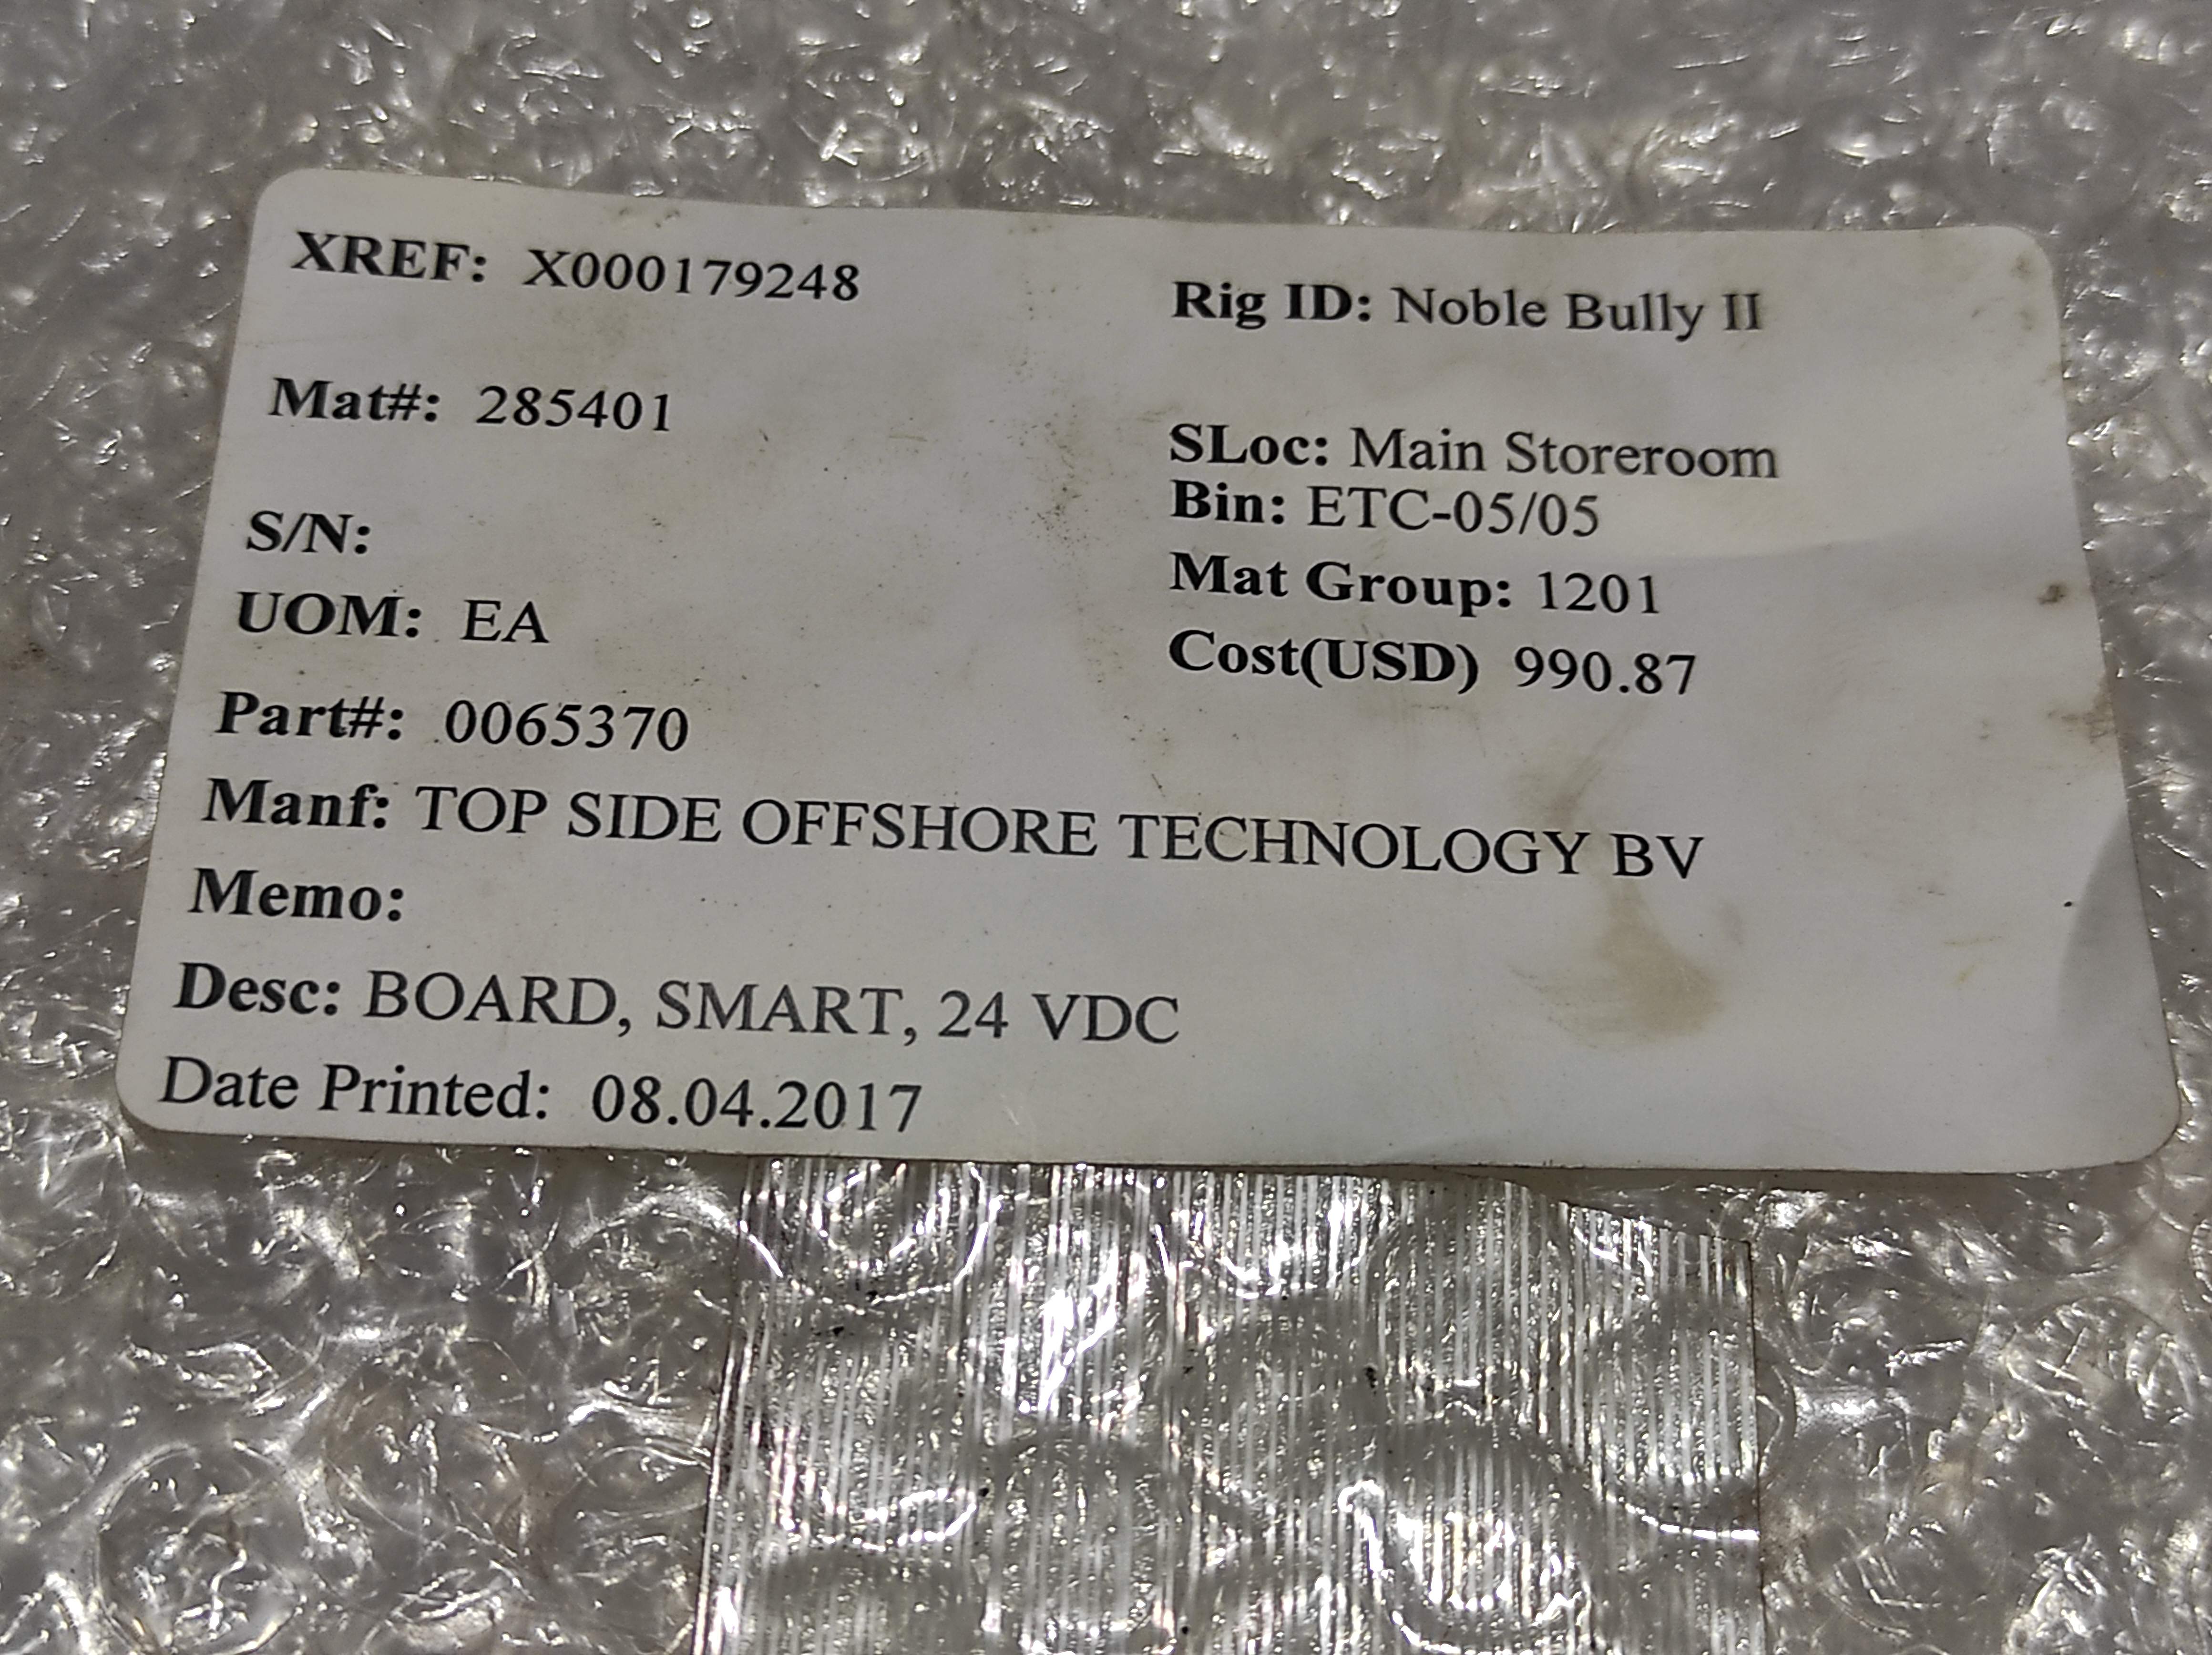 XREF: X000179248
Rig ID: Noble Bully II
Mat#: 285401
SLoc: Main Storeroom
S/N:
Bin: ETC-05/05
UOM: EA
Mat Group: 1201
Cost(USD) 990.87
Part#: 0065370
Manf: TOP SIDE OFFSHORE TECHNOLOGY BV
Memo:
Desc: BOARD, SMART, 24 VDC
Date Printed: 08.04.2017